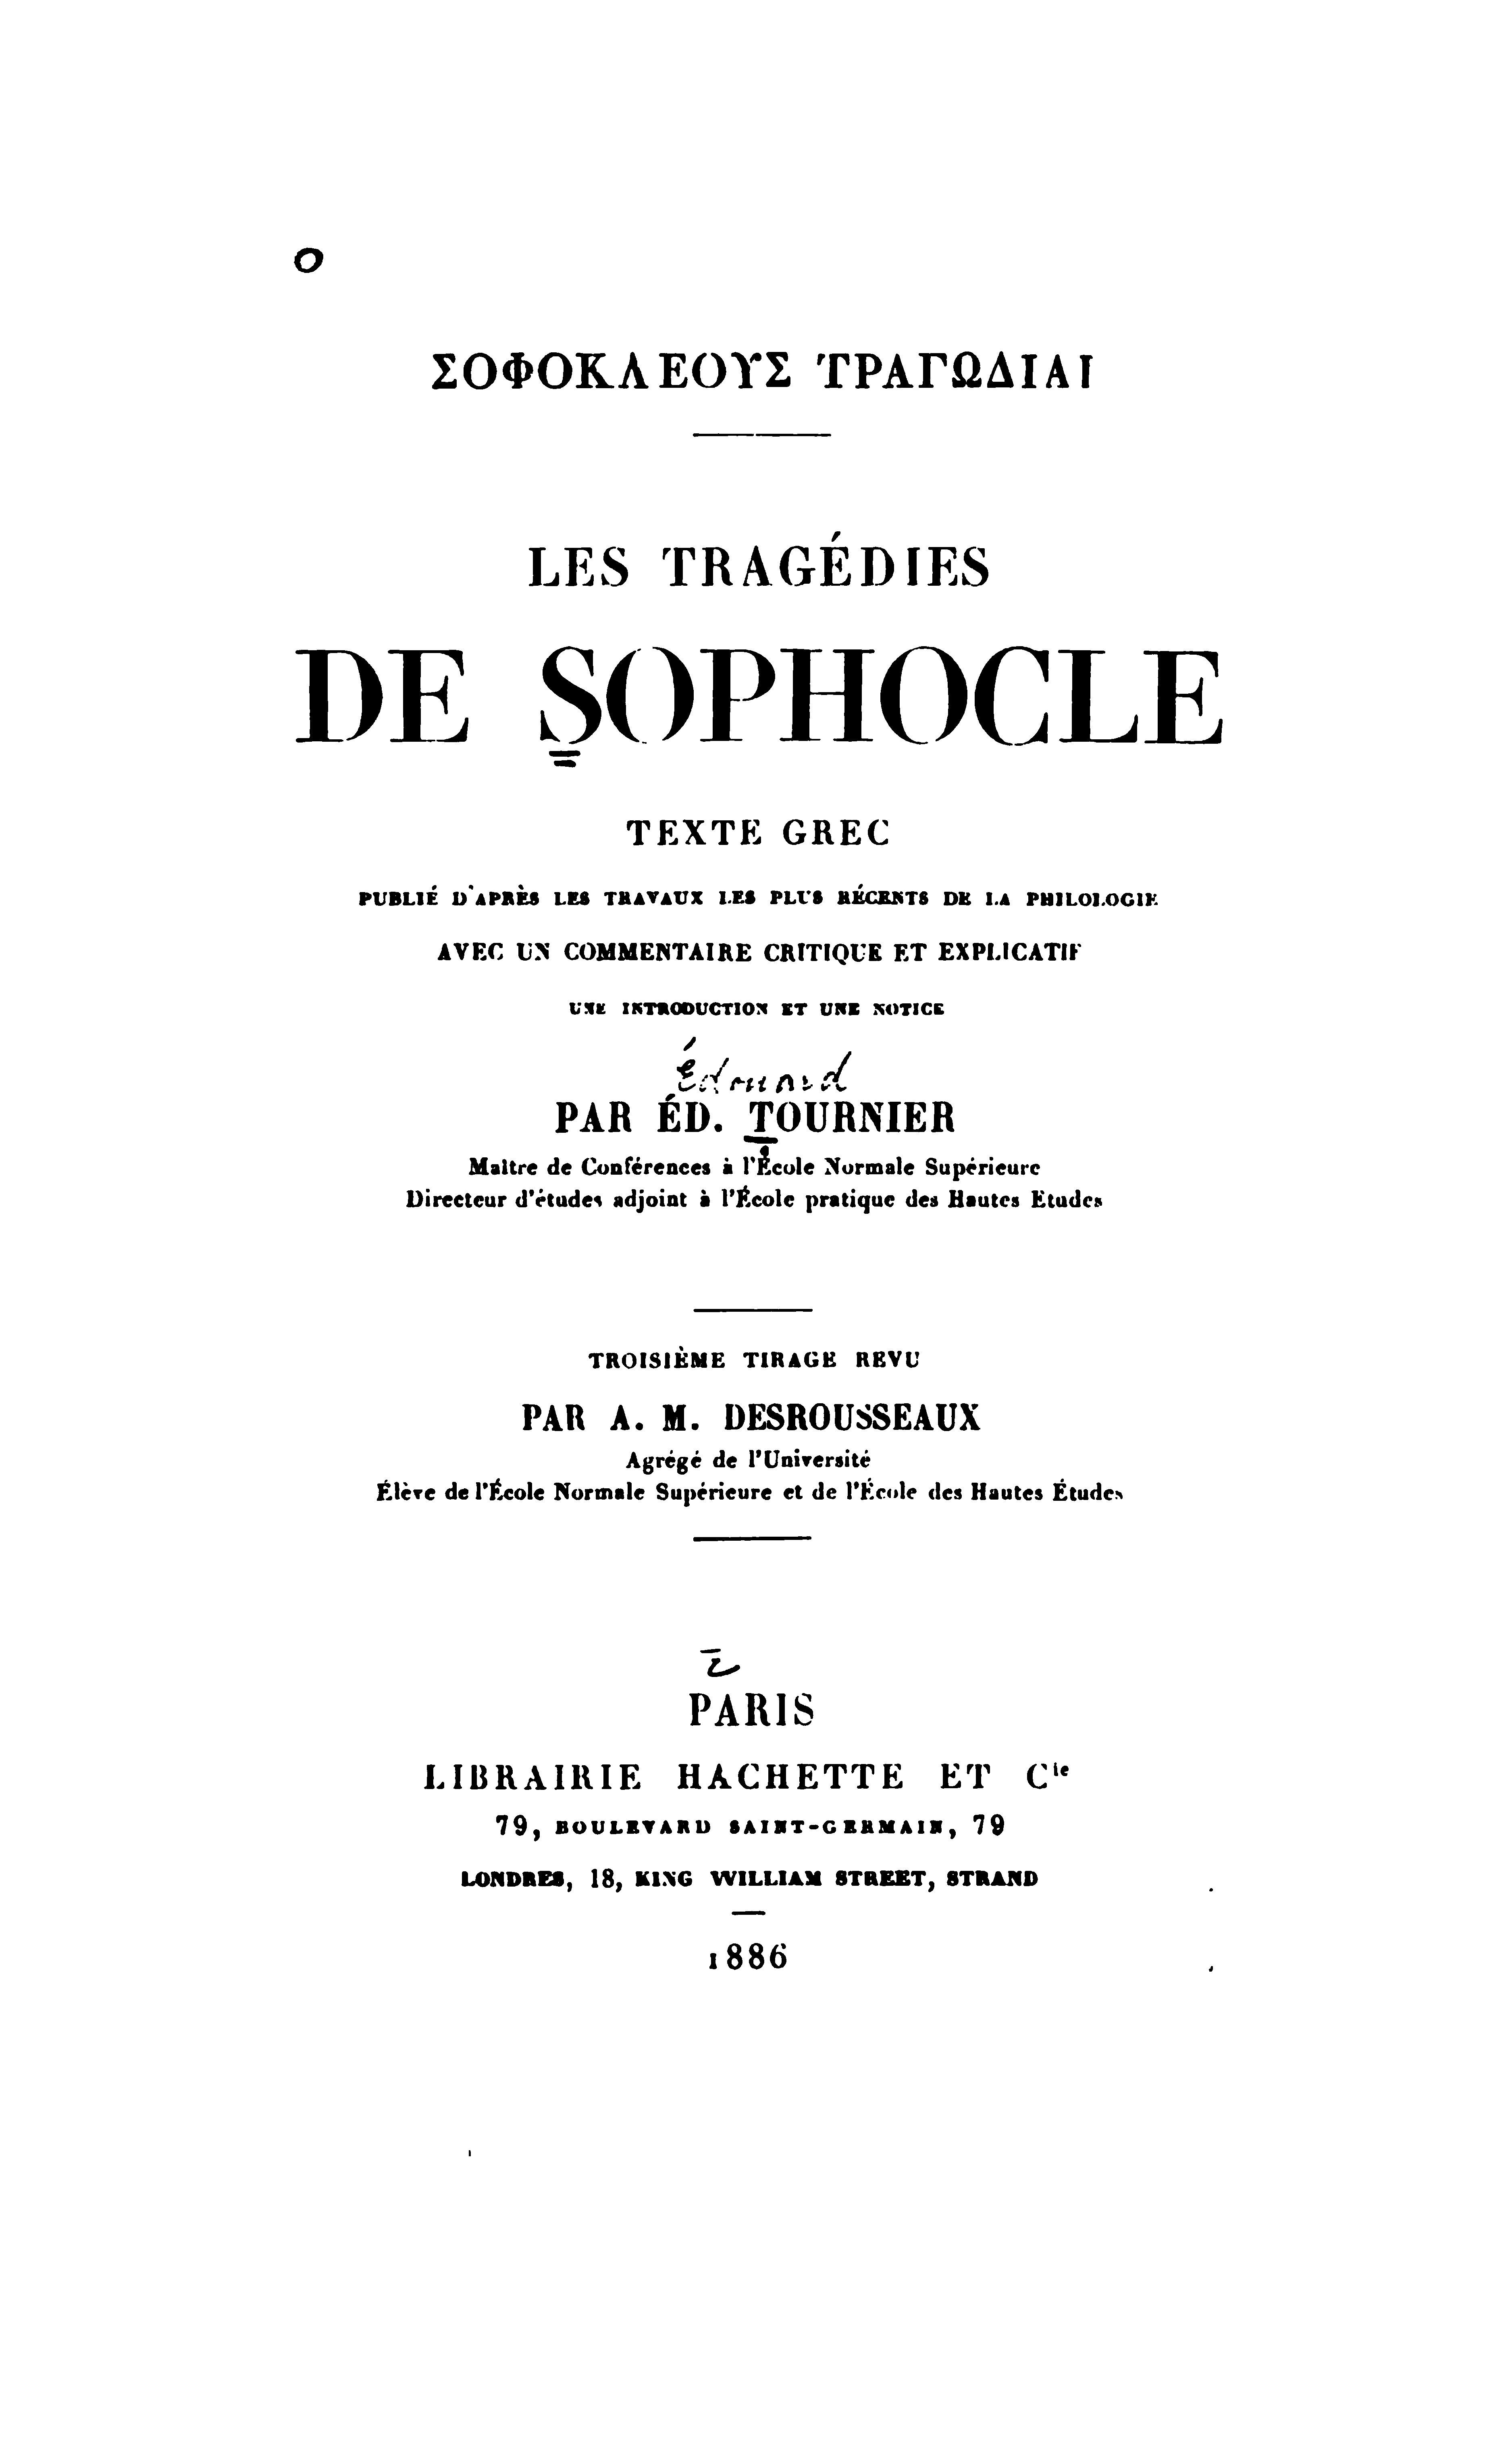 o
ΣΟΦΟΚΛΕΟΥΣ ΤΡΑΓΩΔΙΑΙ
LES TRAGÉDIES
DE SOPHOCLE
TEXTE GREC
PUBLIÉ D'APRÈS LES TRAVAUX LES PLUS RÉCENTS DE LA PHILOLOGIE
AVEC UN COMMENTAIRE CRITIQUE ET EXPLICATIF
UNE INTRODUCTION ET UNE NOTICE
édouard
PAR ÉD. TOURNIER
Maître de Conférences à l'École Normale Supérieure
Directeur d'études adjoint à l'École pratique des Hautes Etudes
TROISIÈME TIRAGE REVU
PAR A. M. DESROUSSEAUX
Agrégé de l'Université
Élève de l'École Normale Supérieure et de l'École des Hautes Études
PARIS
LIBRAIRIE HACHETTE ET Cie
79, BOULEVARD SAINT-GERMAIN, 79
LONDRES, 18, KING WILLIAM STREET, STRAND
1886